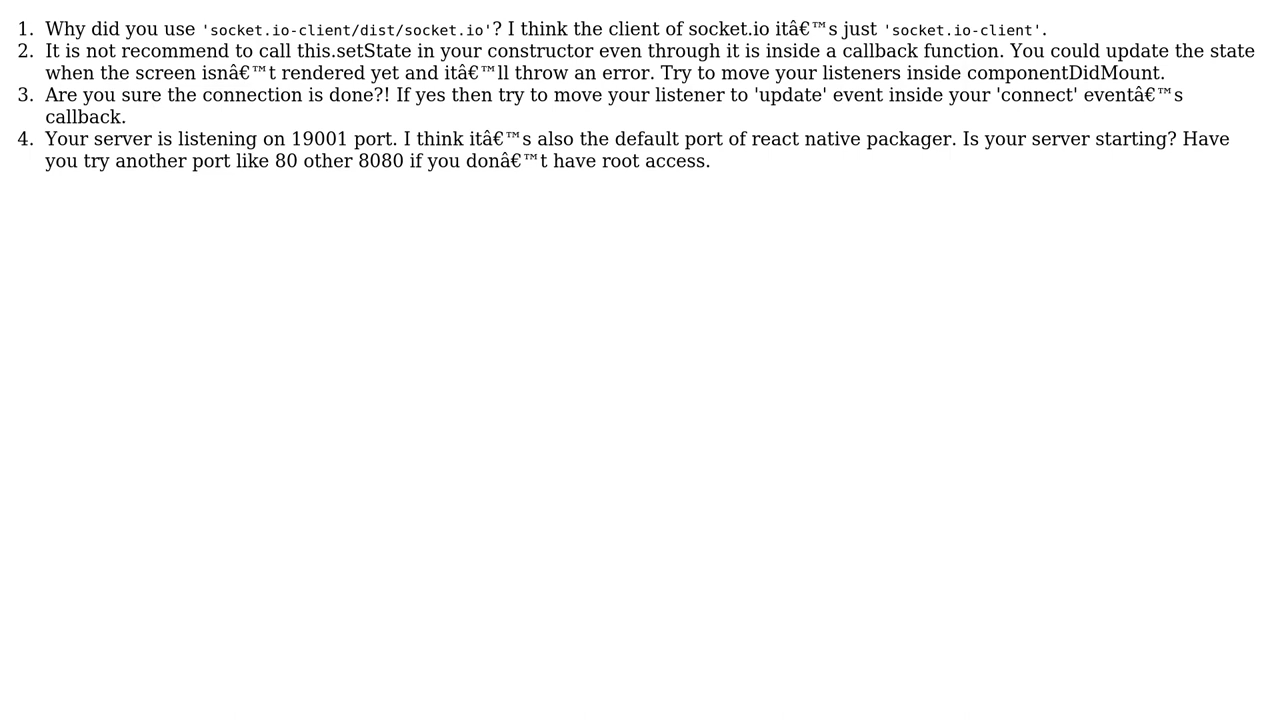 1. Why did you use 'socket.io-client/dist/socket.io'? I think the client of socket.io itâ€™s just 'socket.io-client'.
2. It is not recommend to call this.setState in your constructor even through it is inside a callback function. You could update the state
when the screen isnâ€™t rendered yet and itâ€™ll throw an error. Try to move your listeners inside componentDidMount.
3. Are you sure the connection is done?! If yes then try to move your listener to 'update' event inside your 'connect' eventâ€™s
callback.
4. Your server is listening on 19001 port. I think itâ€™s also the default port of react native packager. Is your server starting? Have
you try another port like 80 other 8080 if you donâ€™t have root access.